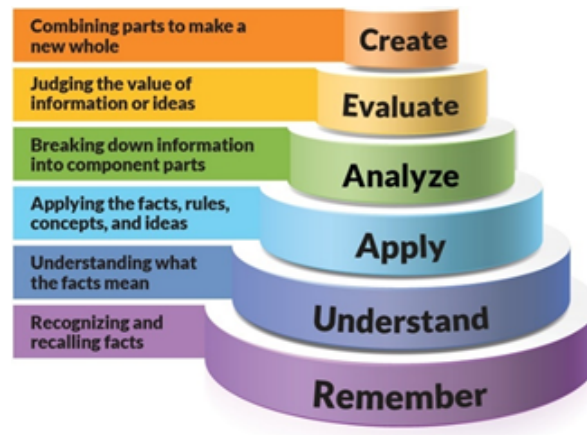 Combining parts to make a
new whole
Create
Judging the value of
information or ideas
Evaluate
Breaking down information
into component parts
Analyze
Applying the facts, rules,
concepts, and ideas
Apply
Understanding what
the facts mean
Understand
Recognizing and
recalling facts
Remember